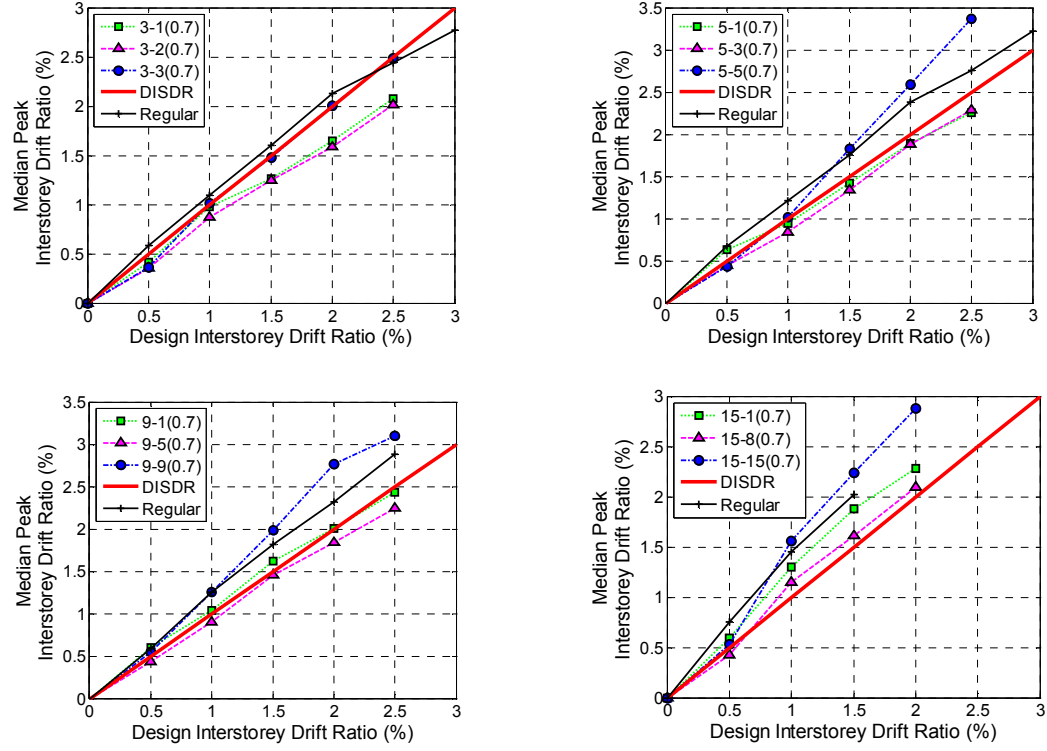 3
2.5
2
1.5
1
0.5
0
Median Peak
Interstorey Drift Ratio (%)
3-1(0.7)
3-2(0.7)
3-3(0.7)
DISDR
Regular
0 0.5 1 1.5 2 2.5 3
Design Interstorey Drift Ratio (%)
3.5
3
2.5
2
1.5
1
0.5
0
Median Peak
Interstorey Drift Ratio (%)
5-1(0.7)
5-3(0.7)
5-5(0.7)
DISDR
Regular
0 0.5 1 1.5 2 2.5 3
Design Interstorey Drift Ratio (%)
3.5
3
2.5
2
1.5
1
0.5
0
Median Peak
Interstorey Drift Ratio (%)
9-1(0.7)
9-5(0.7)
9-9(0.7)
DISDR
Regular
0 0.5 1 1.5 2 2.5 3
Design Interstorey Drift Ratio (%)
3
2.5
2
1.5
1
0.5
0
Median Peak
Interstorey Drift Ratio (%)
15-1(0.7)
15-8(0.7)
15-15(0.7)
DISDR
Regular
0 0.5 1 1.5 2 2.5 3
Design Interstorey Drift Ratio (%)